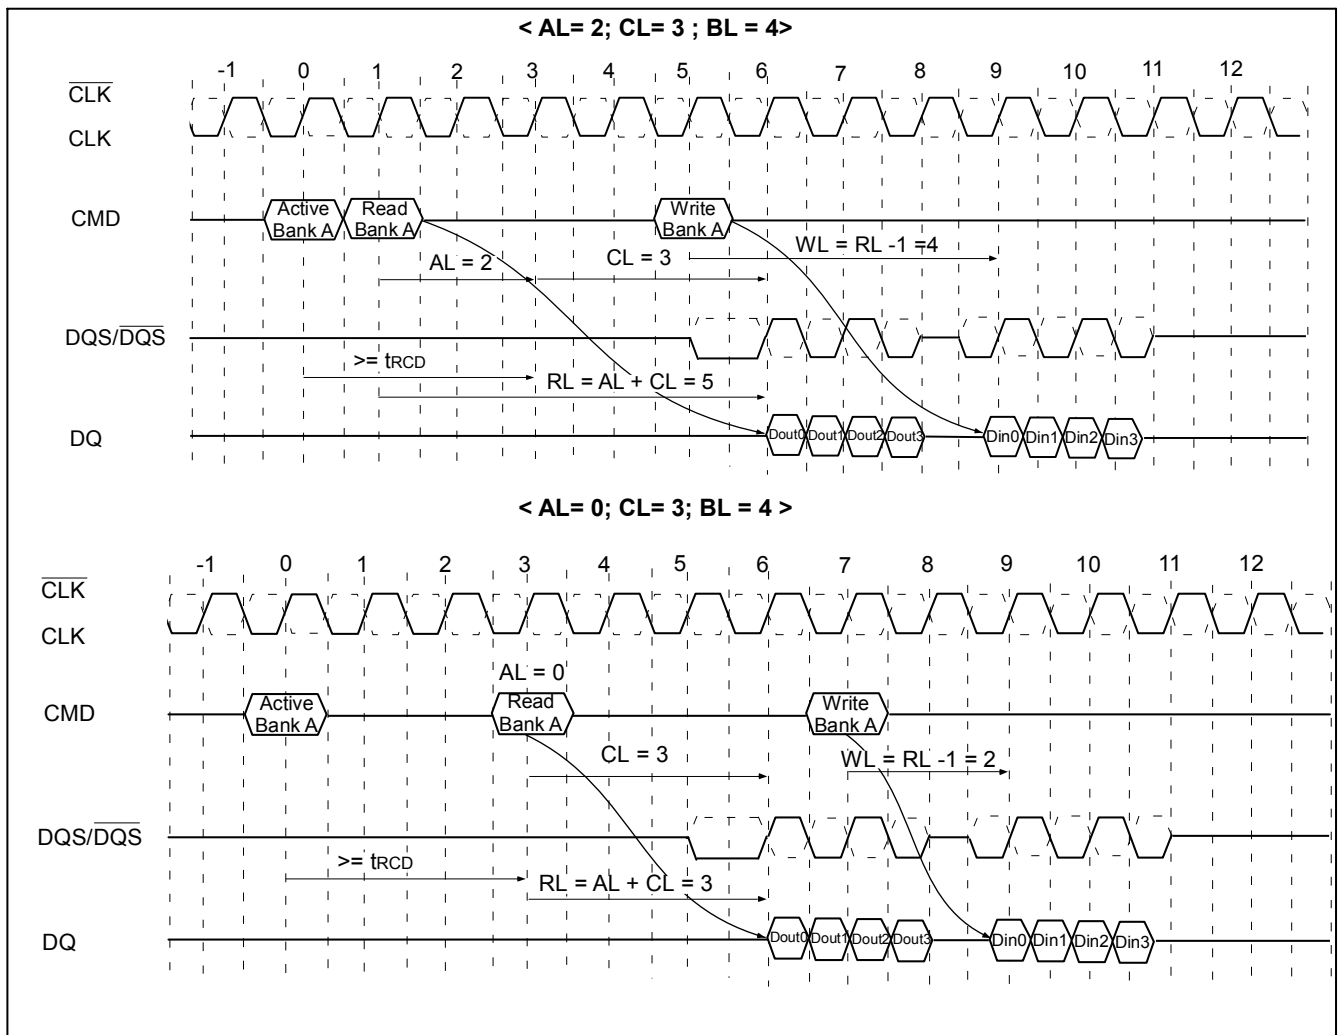 < AL= 2; CL= 3 ; BL = 4>
-1 0 1 2 3 4 5 6 7 8 9 10 11 12
CLK
CLK
CMD
Active Bank A
Read Bank A
Write Bank A
WL = RL -1 =4
AL = 2
CL = 3
DQS/DQS
>= tRCD
RL = AL + CL = 5
DQ
Dout0 Dout1 Dout2 Dout3
Din0 Din1 Din2 Din3
< AL= 0; CL= 3; BL = 4 >
-1 0 1 2 3 4 5 6 7 8 9 10 11 12
CLK
CLK
AL = 0
CMD
Active Bank A
Read Bank A
Write Bank A
CL = 3
WL = RL -1 = 2
DQS/DQS
>= tRCD
RL = AL + CL = 3
DQ
Dout0 Dout1 Dout2 Dout3
Din0 Din1 Din2 Din3